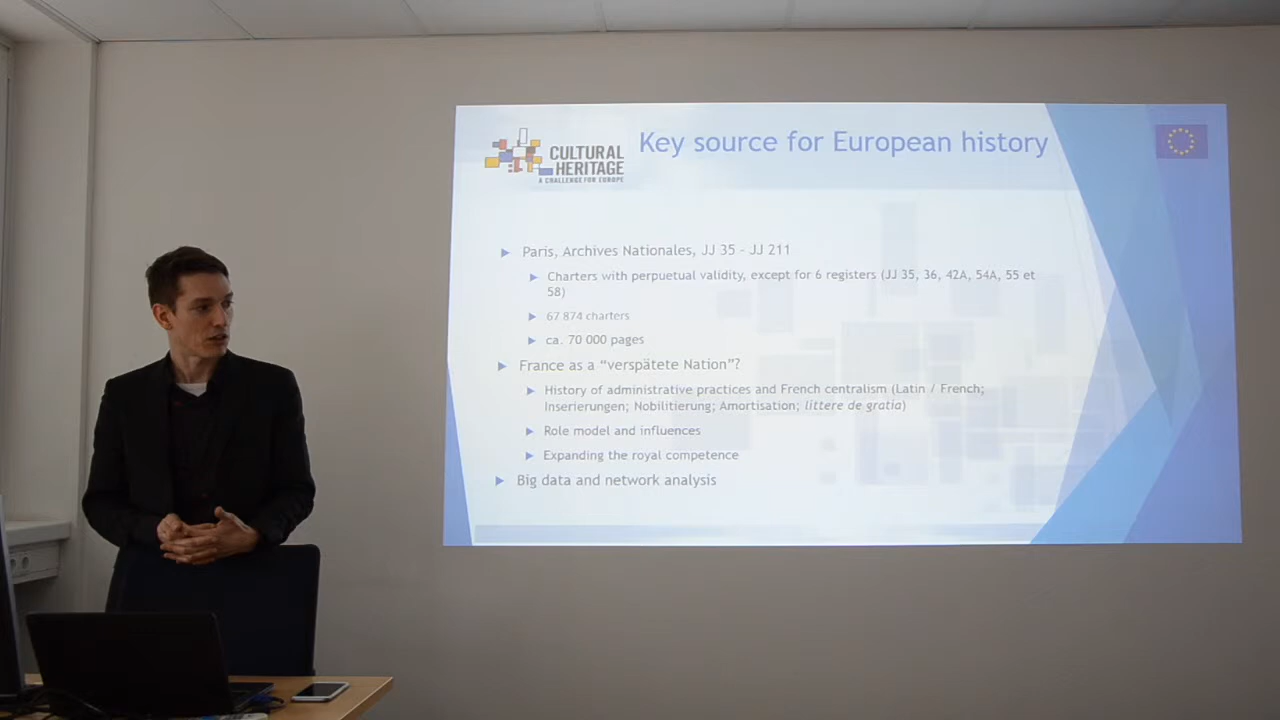 CULTURAL
HERITAGE
A CHALLENGE FOR EUROPE
Key source for European history
Paris, Archives Nationales, JJ 35 - JJ 211
Charters with perpuetual validity, except for 6 registers (JJ 35, 36, 42A, 54A, 55 et
58)
67.874 charters
ca. 70 000 pages
France as a “verspätete Nation”?
History of administrative practices and French centralism (Latin / French;
Inserierungen; Nobilitierung; Amortisation; littere de gratia)
Role model and influences
Expanding the royal competence
Big data and network analysis